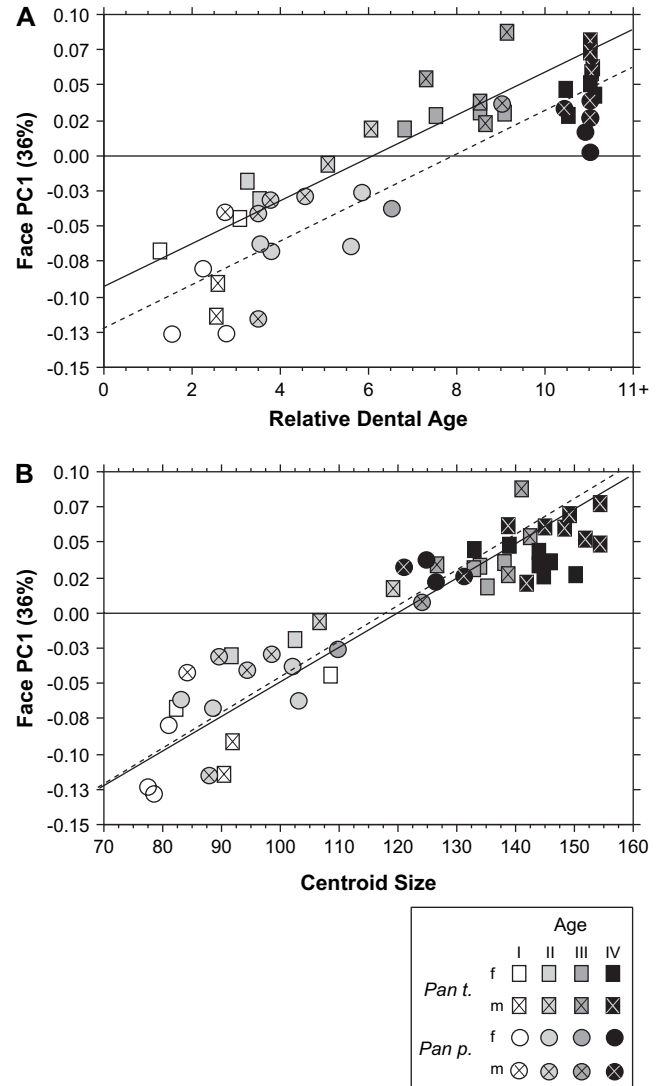 A
0.10
0.07
0.05
0.02
0.00
-0.03
-0.05
-0.08
-0.10
-0.13
-0.15
Face PC1 (36%)
0 2 4 6 8 10 11+
Relative Dental Age
B
0.10
0.07
0.05
0.02
0.00
-0.03
-0.05
-0.08
-0.10
-0.13
-0.15
Face PC1 (36%)
70 80 90 100 110 120 130 140 150 160
Centroid Size
Age
I II III IV
Pan t.
f
m
Pan p.
f
m